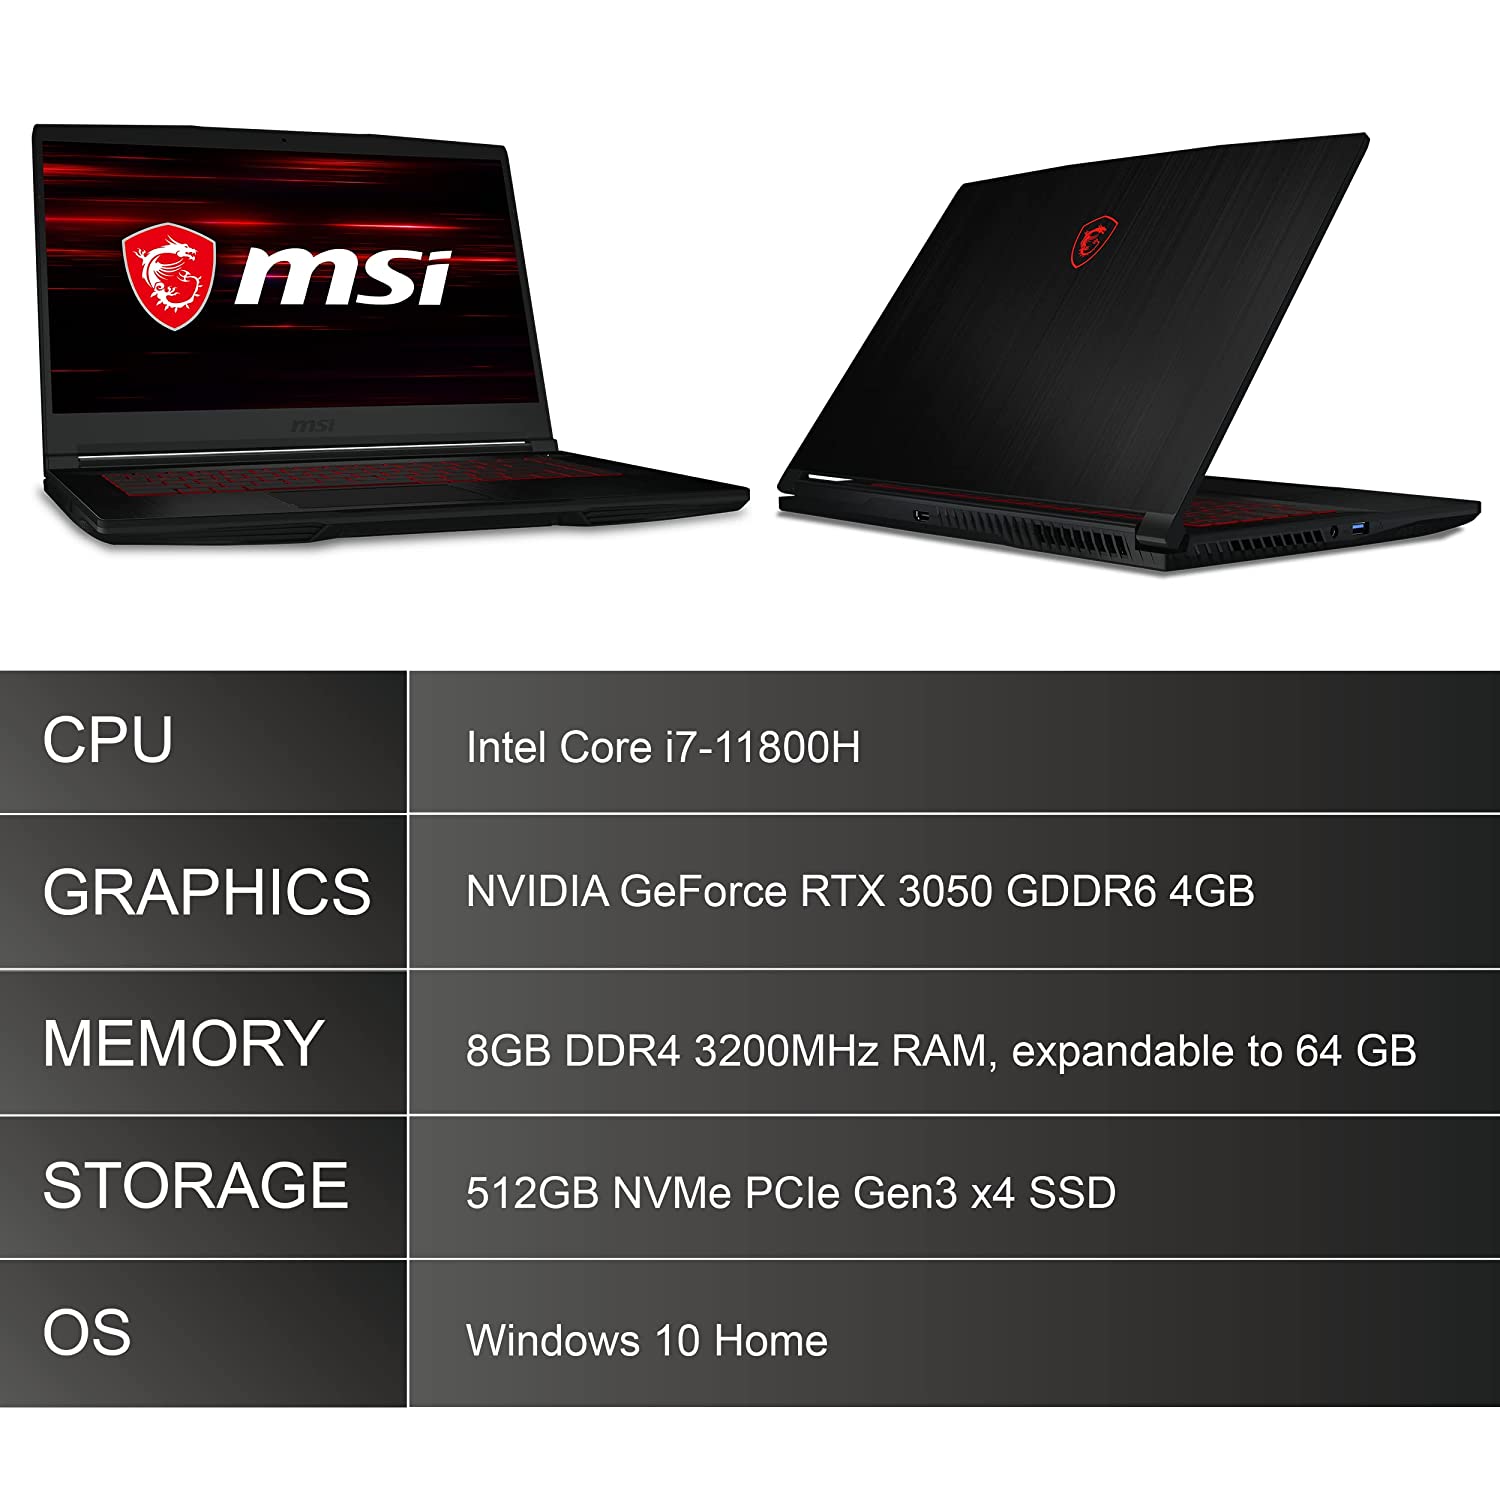 msi
msi
CPU
Intel Core i7-11800H
GRAPHICS
NVIDIA GeForce RTX 3050 GDDR6 4GB
MEMORY
8GB DDR4 3200MHz RAM, expandable to 64 GB
STORAGE
512GB NVMe PCIe Gen3 x4 SSD
OS
Windows 10 Home